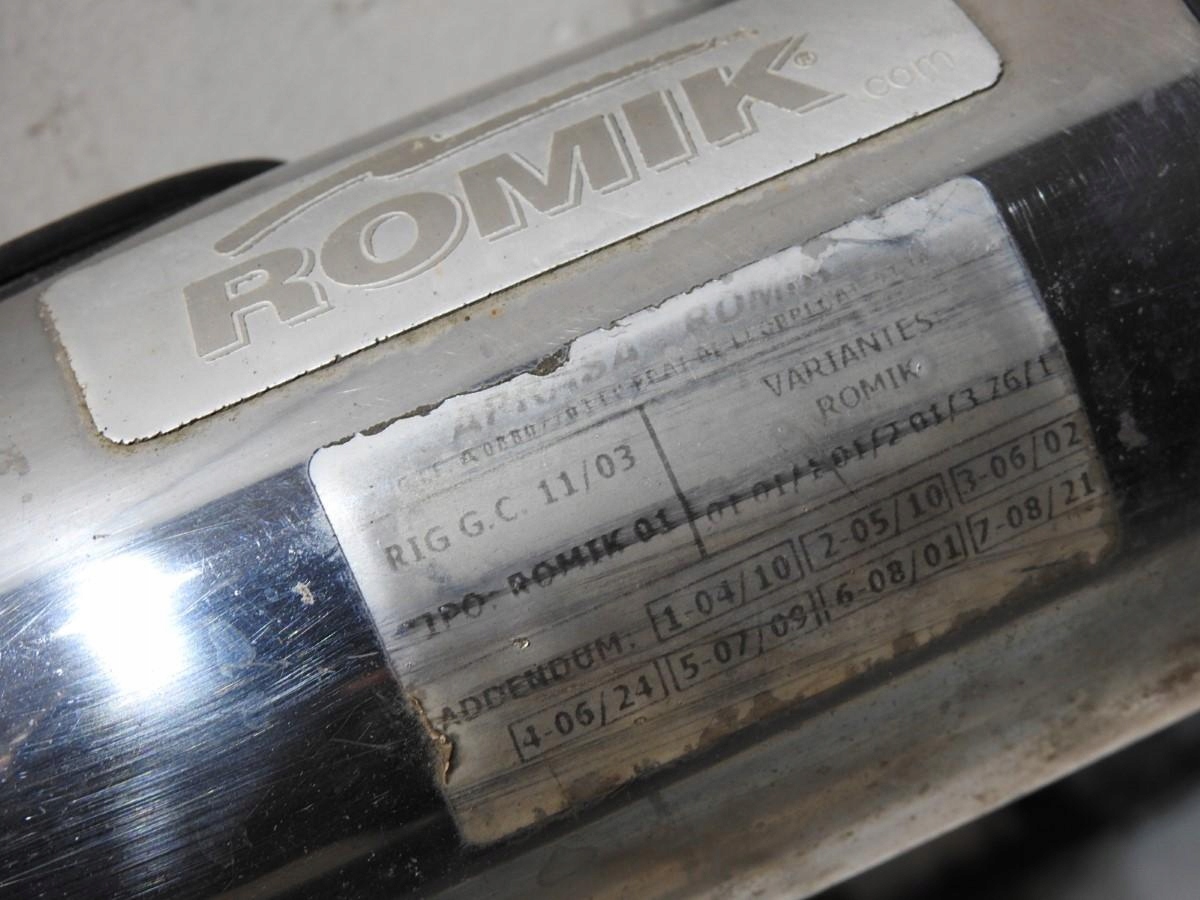 ROMIK®.com
ROMIK
VARIANTES
ROMIK
RIG G.C. 11/03
TIPO: ROMIK 01
01 01/1 01/2 01/3
ADDENDUM: 1-04/10 2-05/10 3-06/02
4-06/24 5-07/09 6-08/01 7-08/21